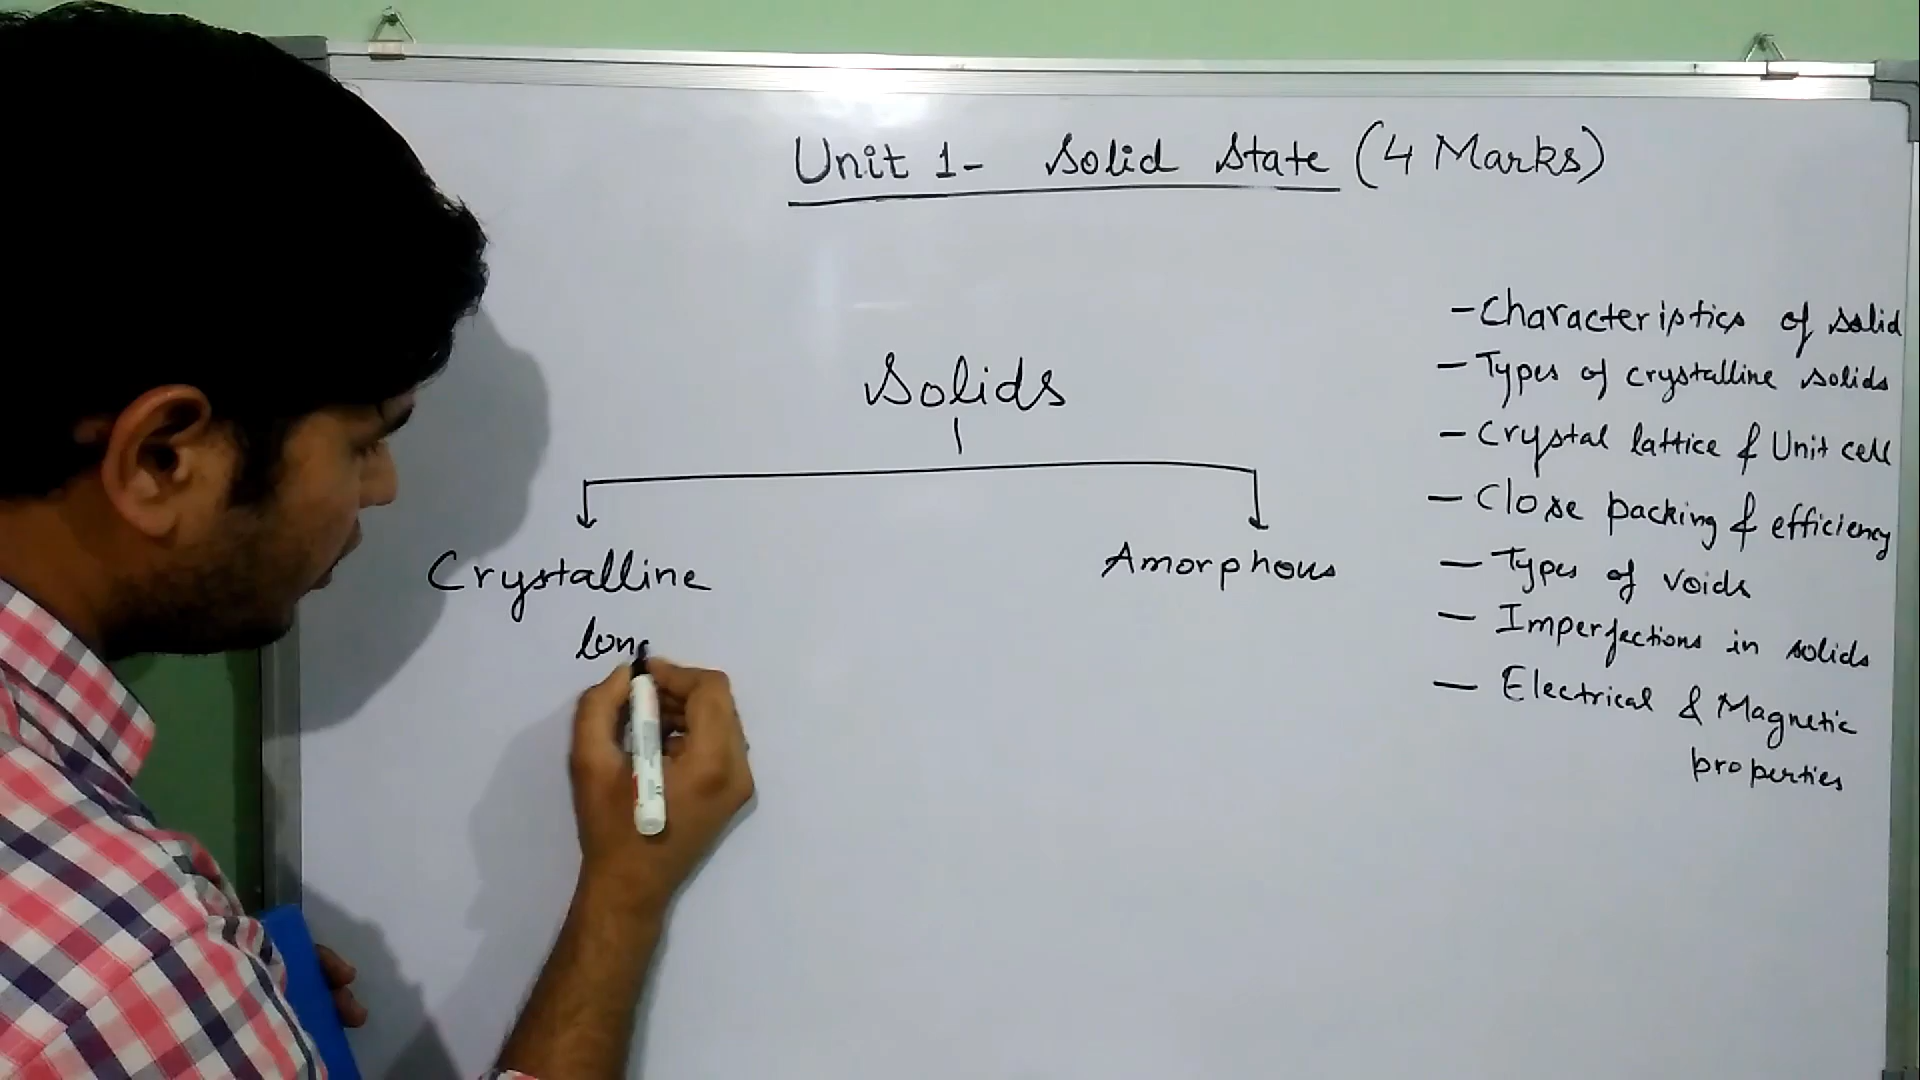 Unit 1- Solid State (4 Marks)
Solids
Crystalline
Amorphous
long
- Characteristics of solid
- Types of crystalline solids
- Crystal lattice & Unit cell
- Close packing & efficiency
- Types of voids
- Imperfections in solids
- Electrical & Magnetic
properties